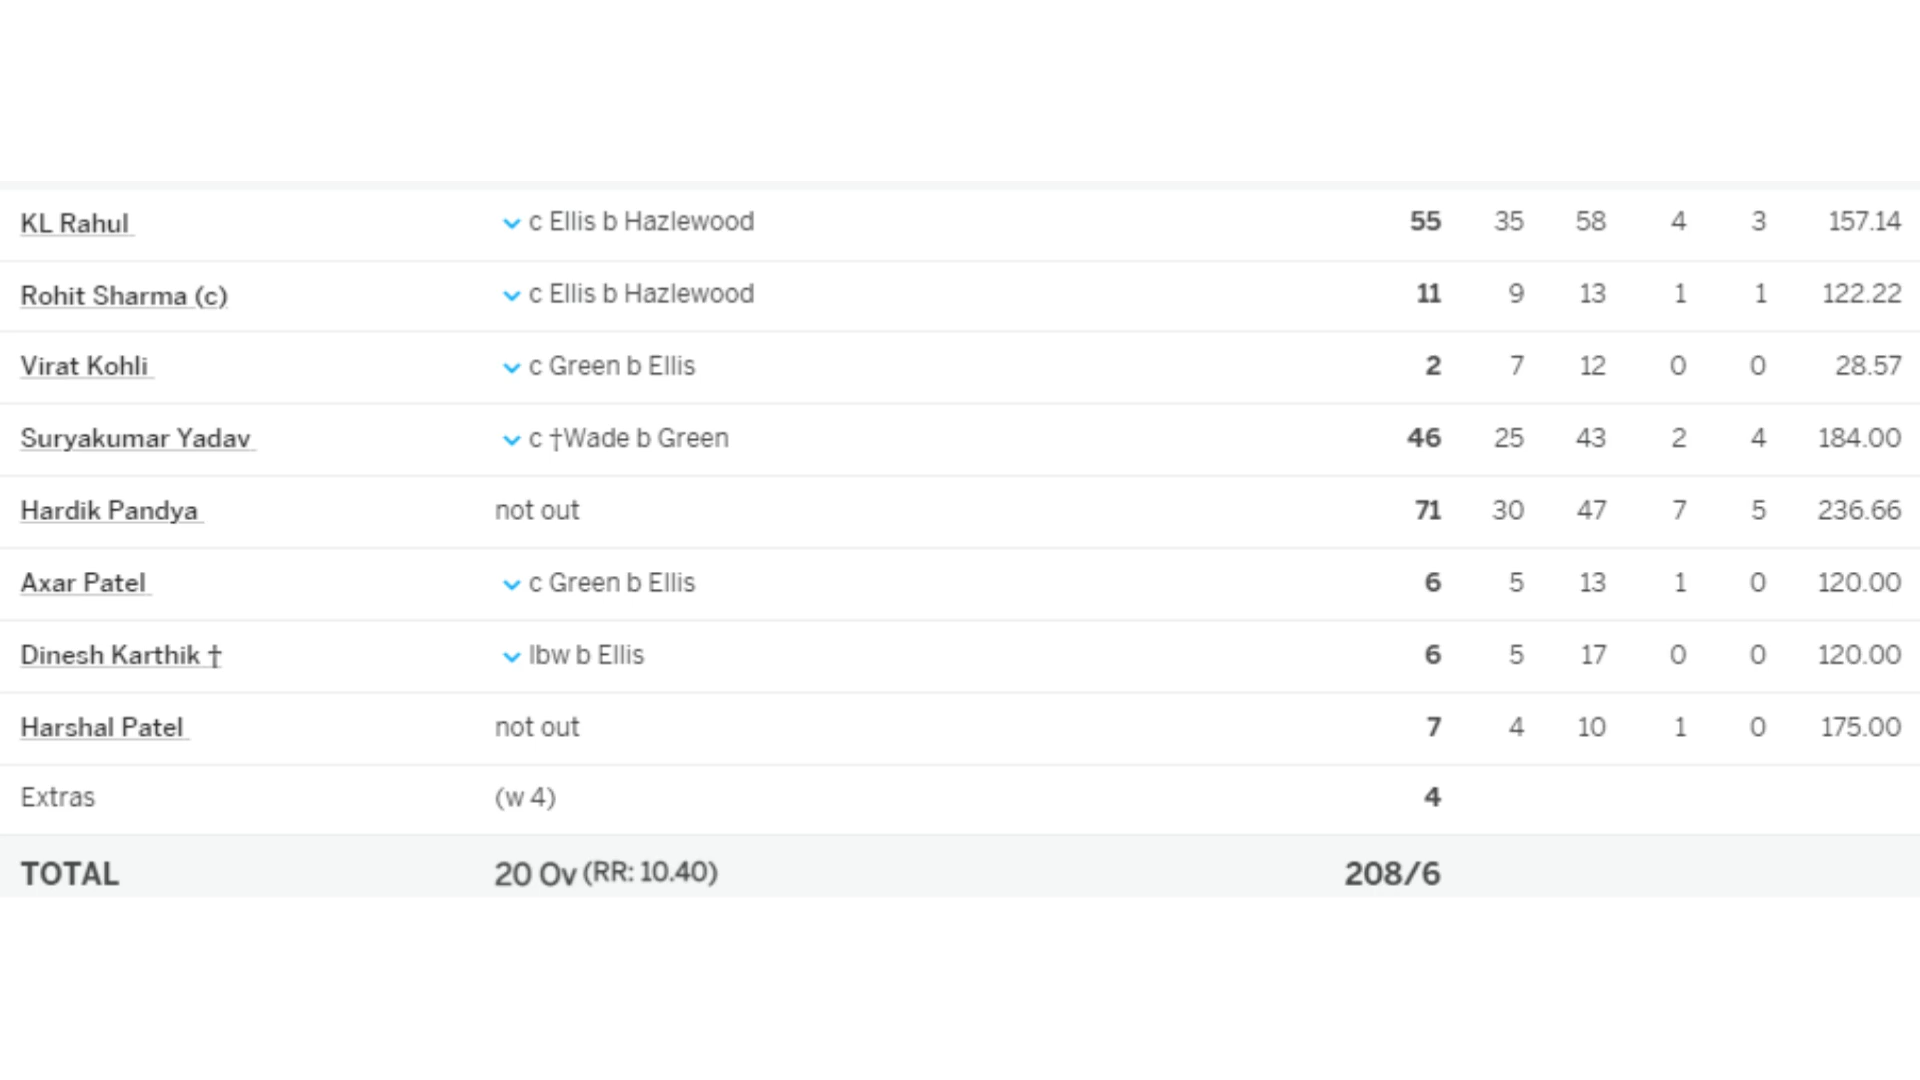 KL Rahul c Ellis b Hazlewood 55 35 58 4 3 157.14
Rohit Sharma (c) c Ellis b Hazlewood 11 9 13 1 1 122.22
Virat Kohli c Green b Ellis 2 7 12 0 0 28.57
Suryakumar Yadav c †Wade b Green 46 25 43 2 4 184.00
Hardik Pandya not out 71 30 47 7 5 236.66
Axar Patel c Green b Ellis 6 5 13 1 0 120.00
Dinesh Karthik † lbw b Ellis 6 5 17 0 0 120.00
Harshal Patel not out 7 4 10 1 0 175.00
Extras (w 4) 4
TOTAL 20 Ov (RR: 10.40) 208/6